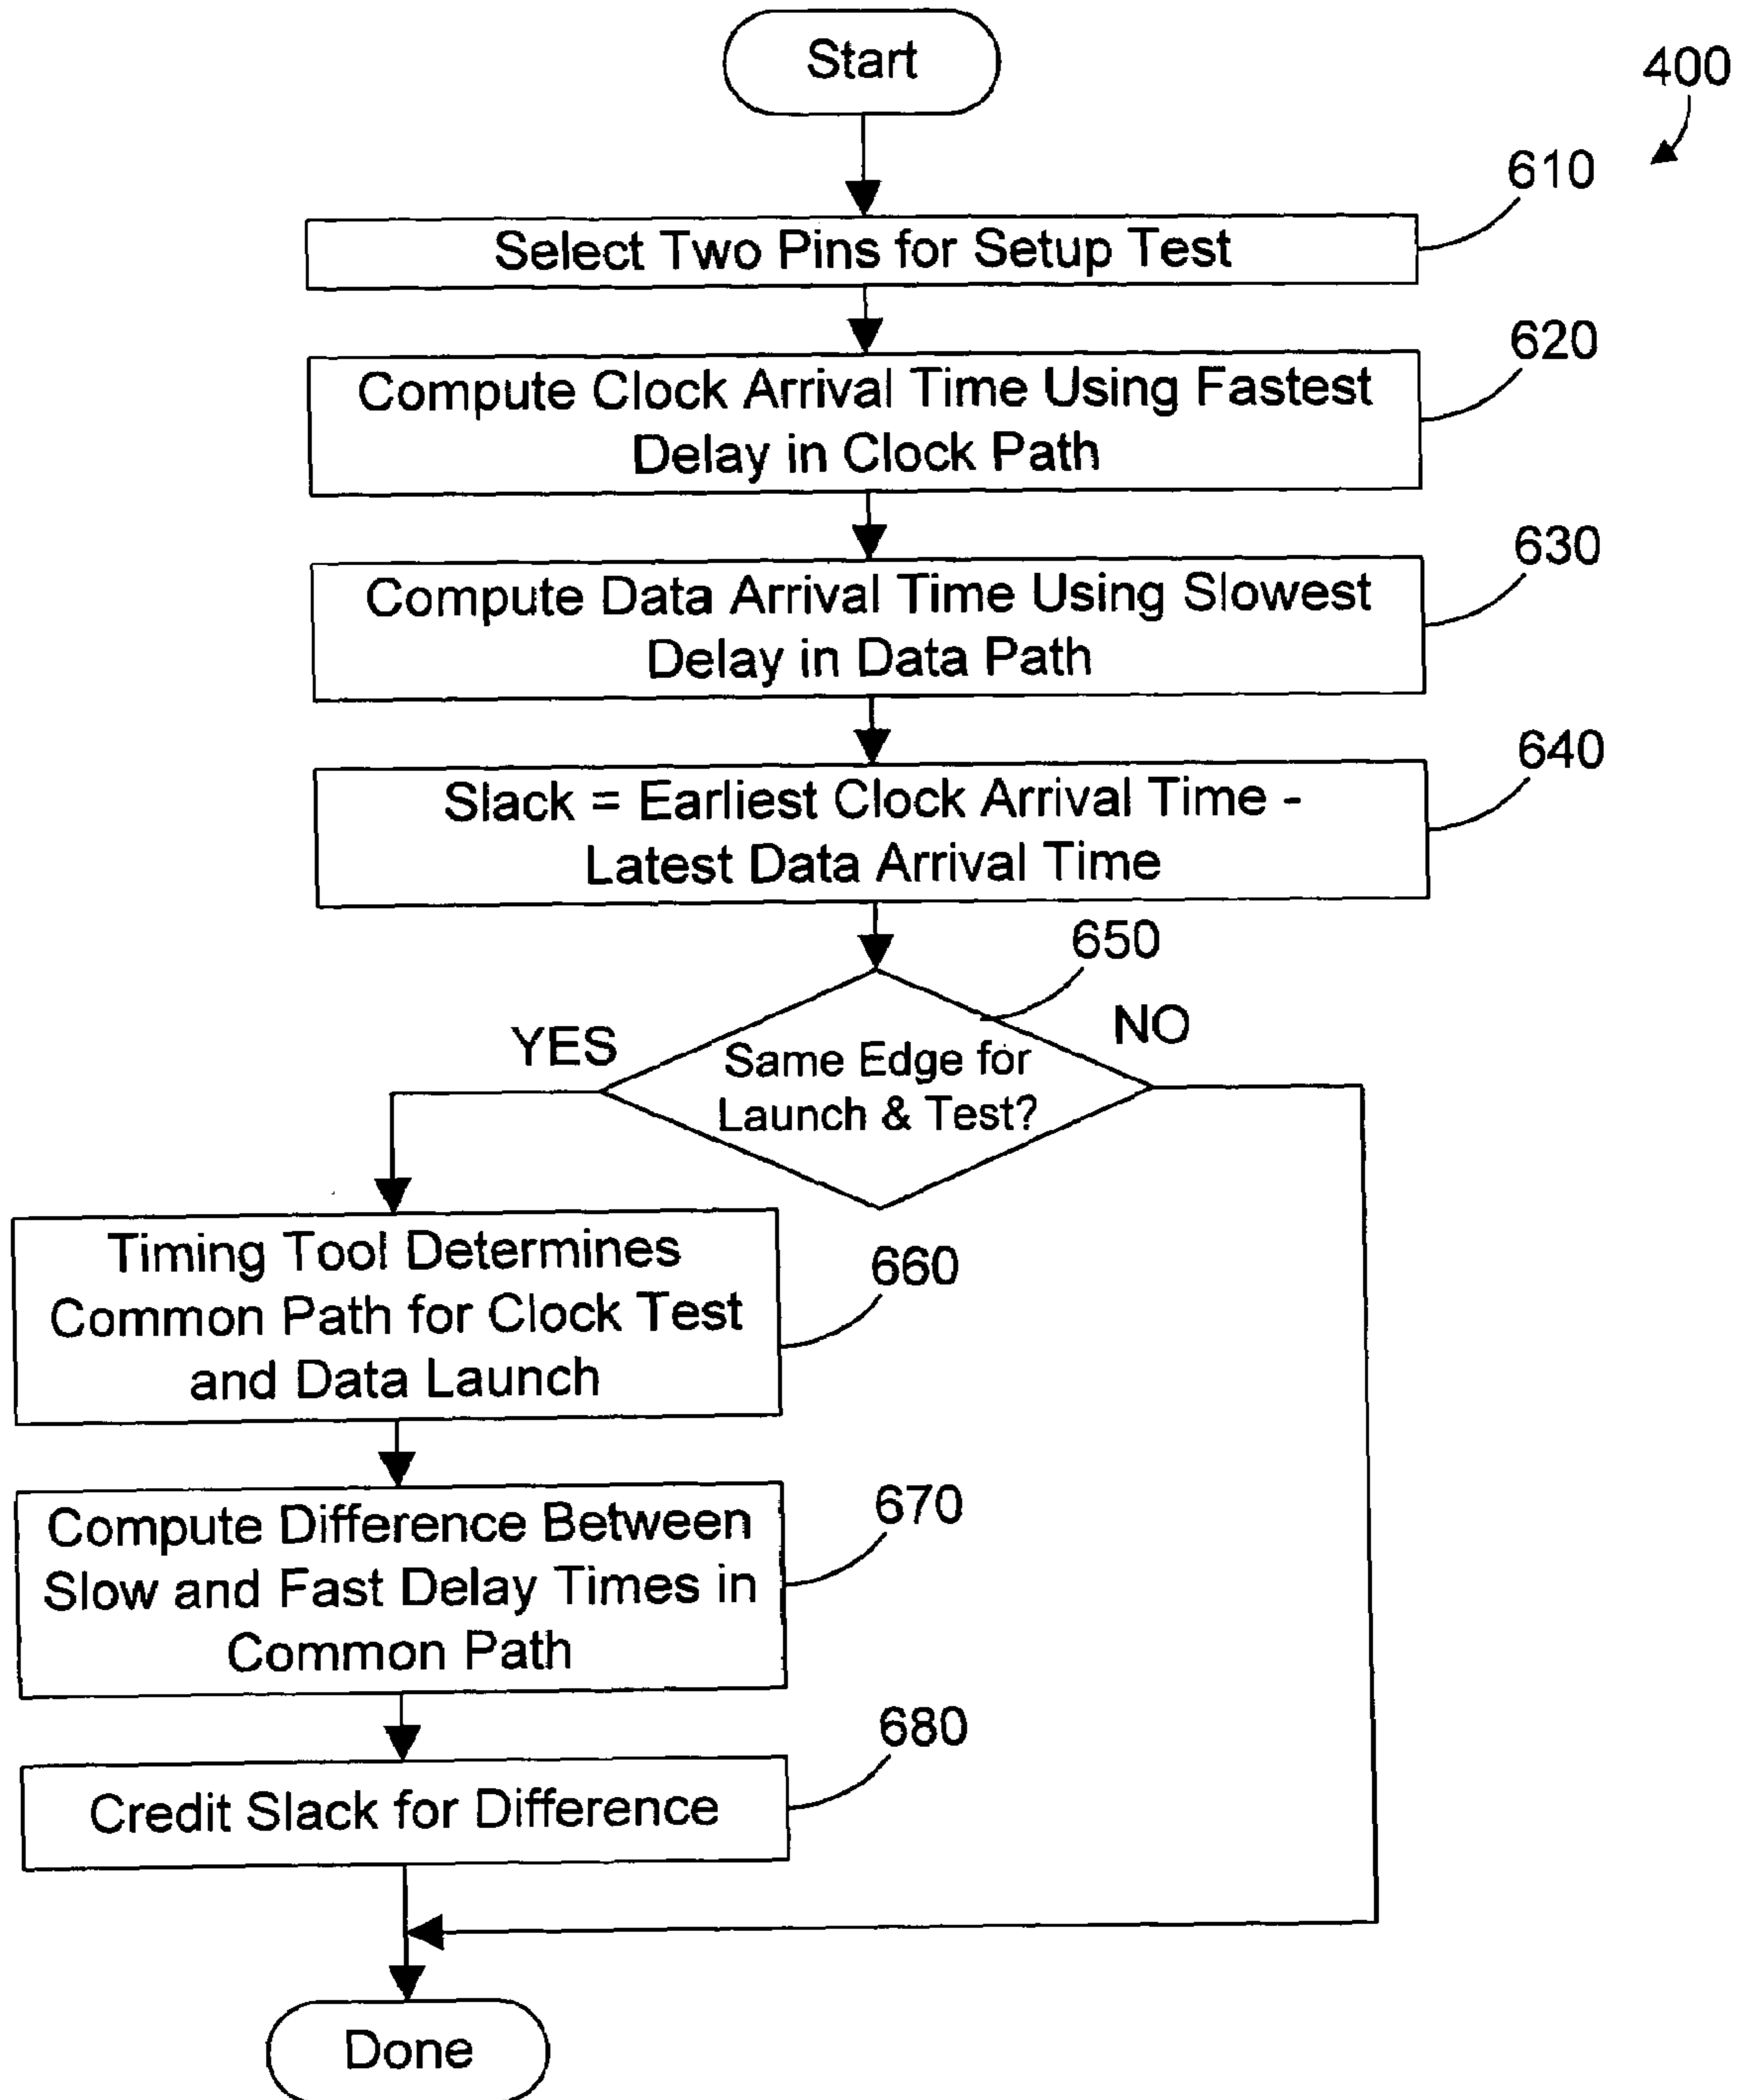 Start
400
610
Select Two Pins for Setup Test
620
Compute Clock Arrival Time Using Fastest
Delay in Clock Path
630
Compute Data Arrival Time Using Slowest
Delay in Data Path
640
Slack = Earliest Clock Arrival Time -
Latest Data Arrival Time
650
YES
NO
Same Edge for
Launch & Test?
Timing Tool Determines
Common Path for Clock Test
and Data Launch
660
Compute Difference Between
Slow and Fast Delay Times in
Common Path
670
680
Credit Slack for Difference
Done